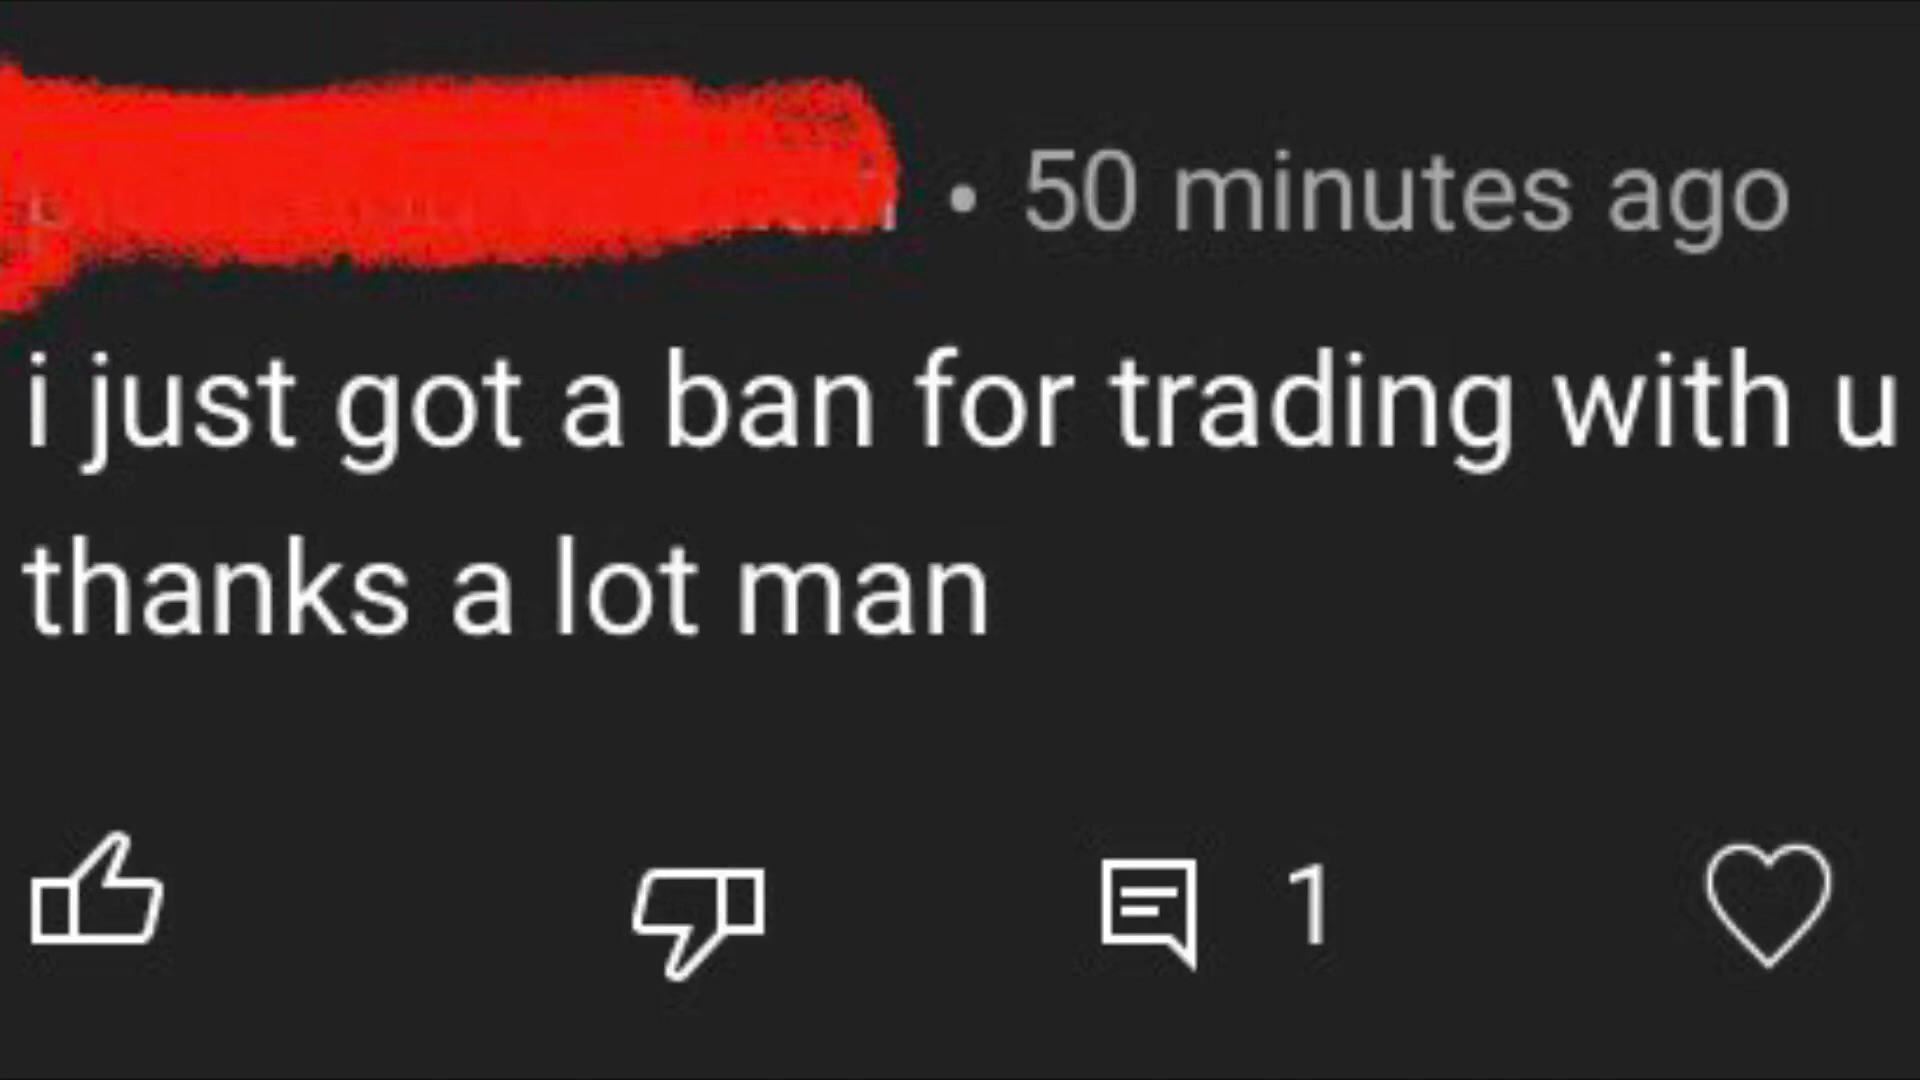 • 50 minutes ago
i just got a ban for trading with u
thanks a lot man
1